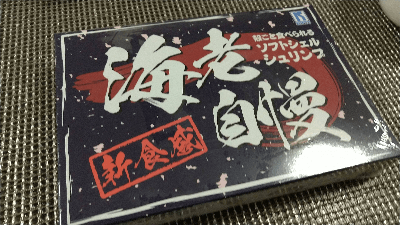 殻ごと食べられる
ソフトシェル
シュリンプ
海老
自慢
新食感